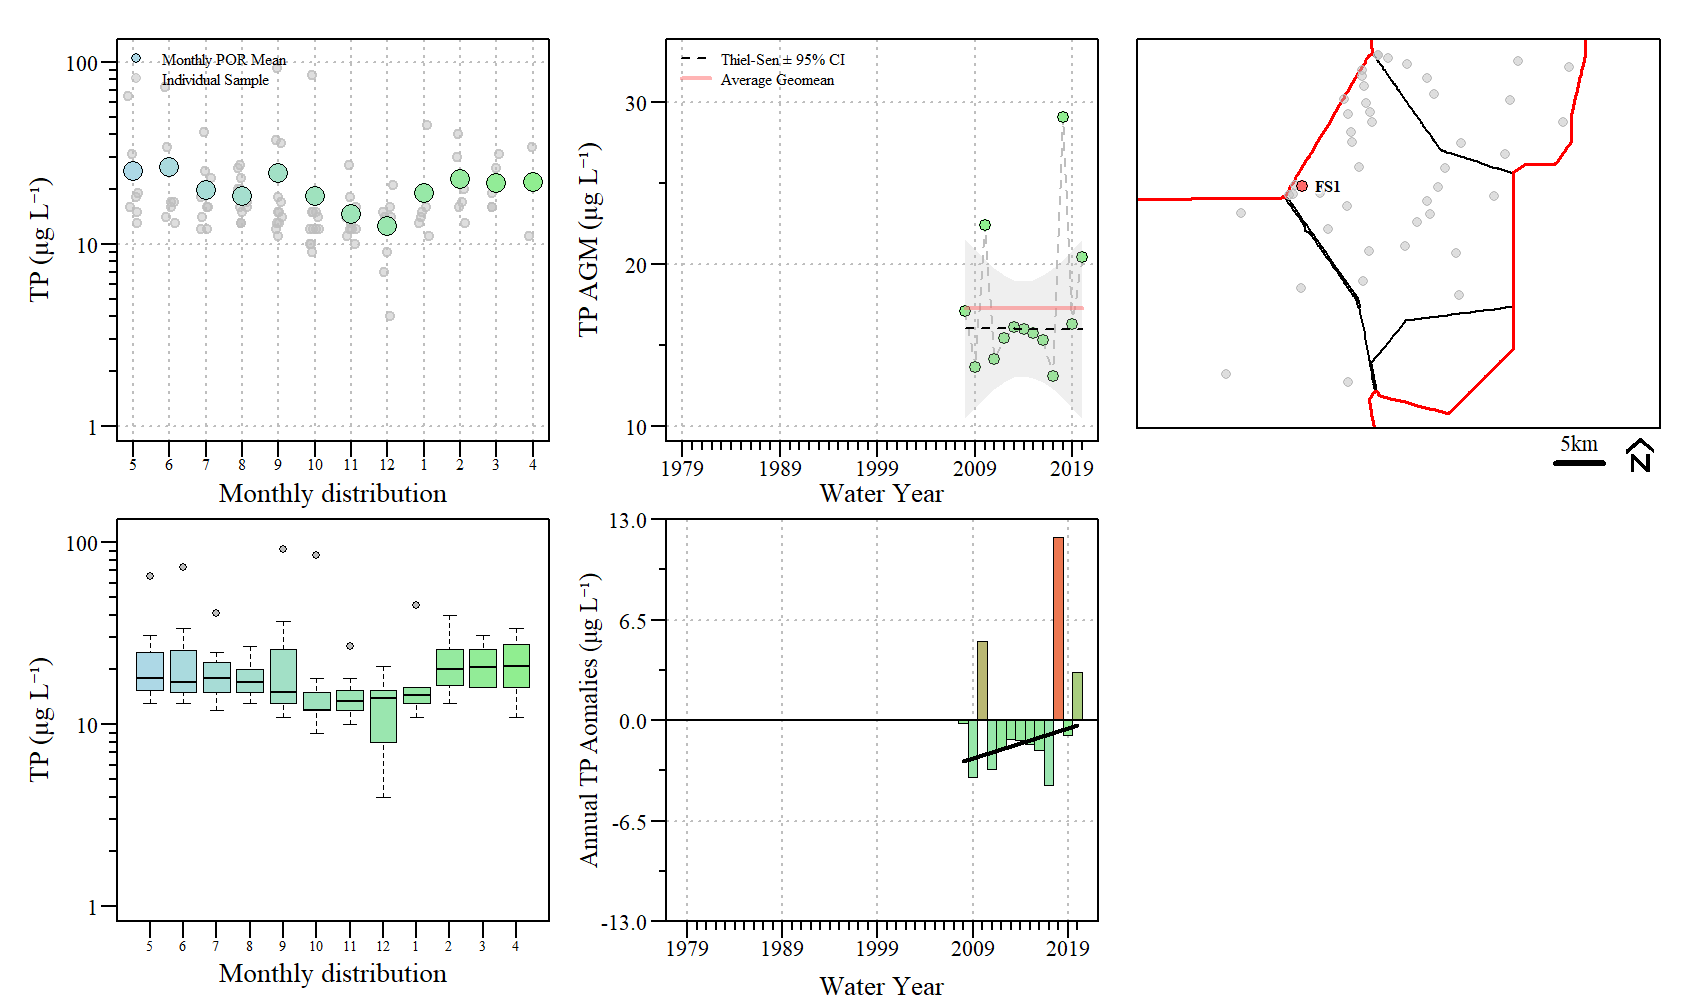 100
10
1
TP (µg L⁻¹)
Monthly POR Mean
Individual Sample
5 6 7 8 9 10 11 12 1 2 3 4
Monthly distribution
30
20
10
TP AGM (µg L⁻¹)
Thiel-Sen ± 95% CI
Average Geomean
1979 1989 1999 2009 2019
Water Year
FS1
5km
N
100
10
1
TP (µg L⁻¹)
5 6 7 8 9 10 11 12 1 2 3 4
Monthly distribution
13.0
6.5
0.0
-6.5
-13.0
Annual TP Aomalies (µg L⁻¹)
1979 1989 1999 2009 2019
Water Year